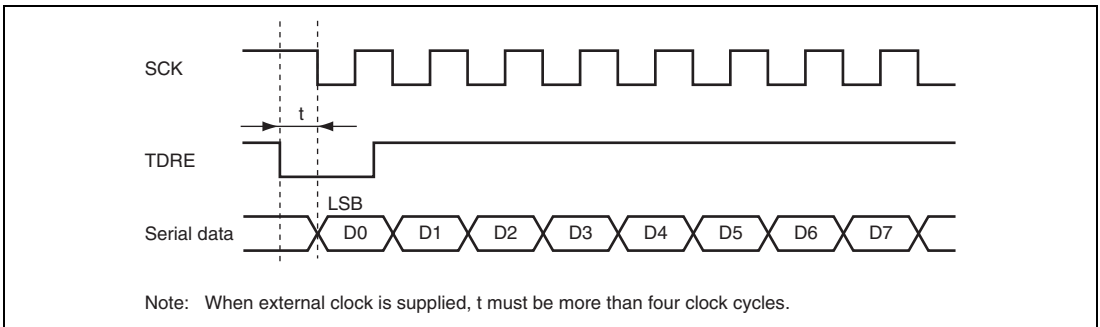 SCK
t
TDRE
LSB
Serial data D0 D1 D2 D3 D4 D5 D6 D7
Note: When external clock is supplied, t must be more than four clock cycles.